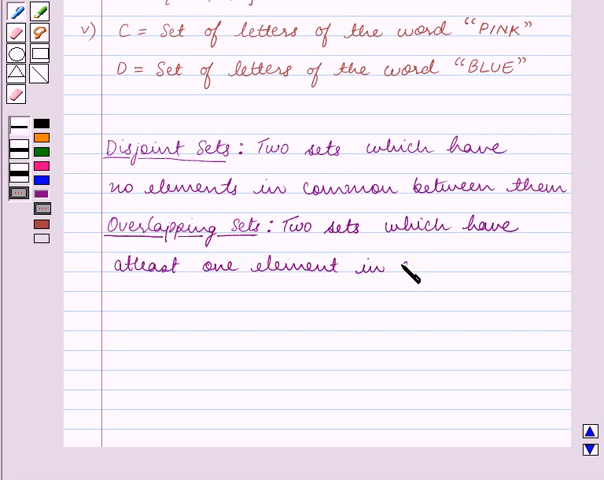 v) C = Set of letters of the word "PINK"
D = Set of letters of the word "BLUE"
Disjoint Sets : Two sets which have
no elements in common between them
Overlapping Sets : Two sets which have
atleast one element in